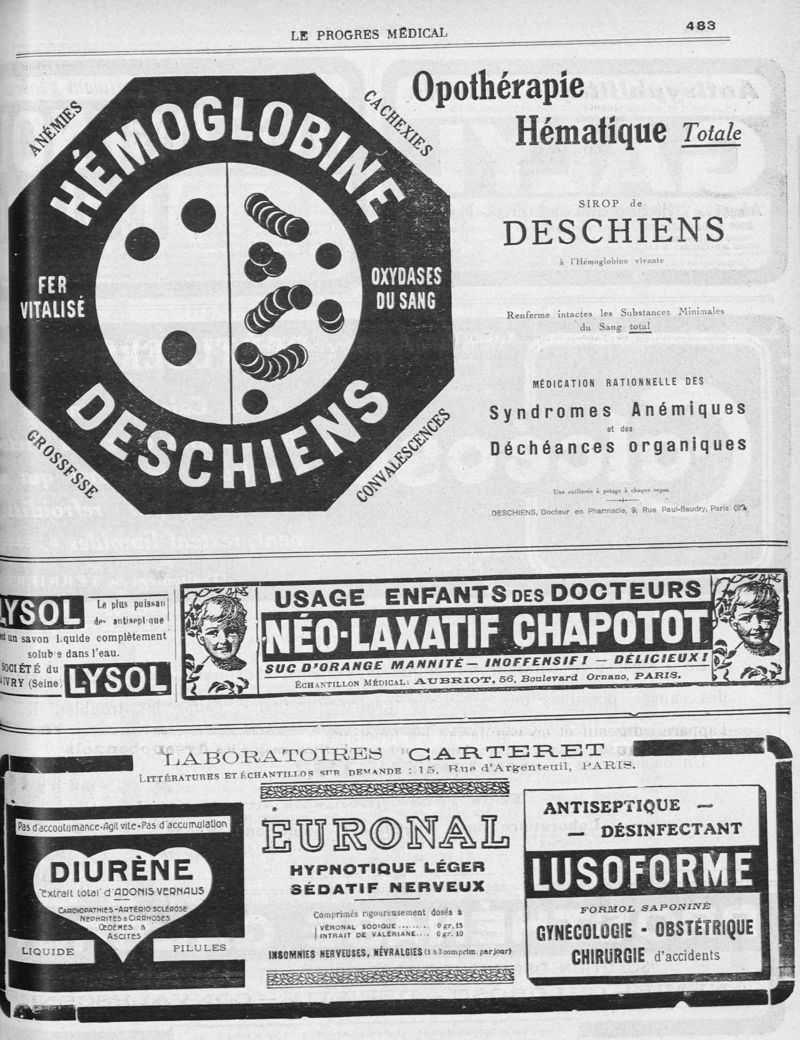 LE PROGRES MÉDICAL
483
ANÉMIES
CACHEXIES
HÉMOGLOBINE
FER
VITALISÉ
OXYDASES
DU SANG
DESCHIENS
GROSSESSE
CONVALESCENCES
Opothérapie
Hématique Totale
SIROP de
DESCHIENS
à l'Hémoglobine vivante
Renferme intactes les Substances Minimales
du Sang total
MÉDICATION RATIONNELLE DES
Syndromes Anémiques
et des
Déchéances organiques
Une cuillerée à potage à chaque repas.
DESCHIENS, Docteur en Pharmacie, 9, Rue Paul-Baudry, Paris (8e).
LYSOL
Le plus puissan
des antiseptique
est un savon liquide complètement
soluble dans l'eau.
SOCIÉTÉ du
IVRY (Seine)
LYSOL
USAGE ENFANTS DES DOCTEURS
NÉO-LAXATIF CHAPOTOT
SUC D'ORANGE MANNITÉ — INOFFENSIF! — DÉLICIEUX!
ÉCHANTILLON MÉDICAL: AUBRIOT, 56, Boulevard Ornano, PARIS.
LABORATOIRES CARTERET
LITTÉRATURES ET ÉCHANTILLOS SUR DEMANDE : 15, Rue d'Argenteuil, PARIS.
Pas d'accoutumance-Agit vite-Pas d'accumulation
DIURÈNE
"Extrait total" d'ADONIS VERNALIS
CARDIOPATHIES-ARTÉRIO SCLÉROSE
NÉPHRITES & CIRRHOSES
ŒDÈMES &
ASCITES
LIQUIDE
PILULES
EURONAL
HYPNOTIQUE LÉGER
SÉDATIF NERVEUX
Comprimés rigoureusement dosés à
VÉRONAL SODIQUE ........ 0 gr. 15
INTRAIT DE VALÉRIANE.... 0 gr. 10
INSOMNIES NERVEUSES, NÉVRALGIES (1 à 3 comprim. par jour)
ANTISEPTIQUE —
— DÉSINFECTANT
LUSOFORME
FORMOL SAPONINÉ
GYNÉCOLOGIE - OBSTÉTRIQUE
CHIRURGIE d'accidents